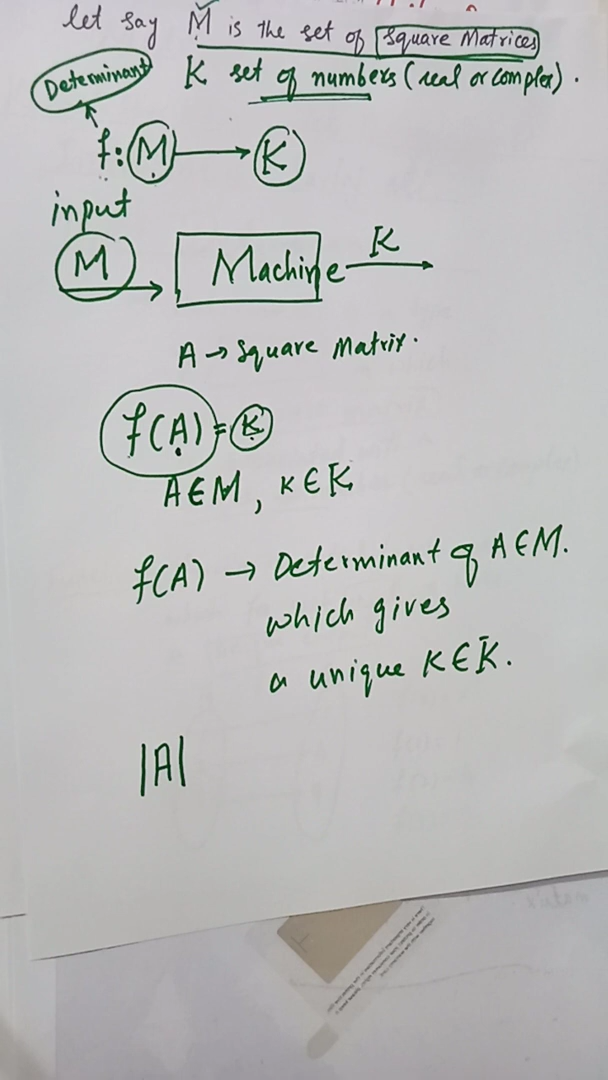 let say M is the set of Square Matrices
Determinant
K set of numbers (real or complex).
f: M → K
input
M → Machine K →
A → Square Matrix.
f(A) = K
A ∈ M, K ∈ K
f(A) → Determinant of A ∈ M.
which gives
a unique K ∈ K.
|A|